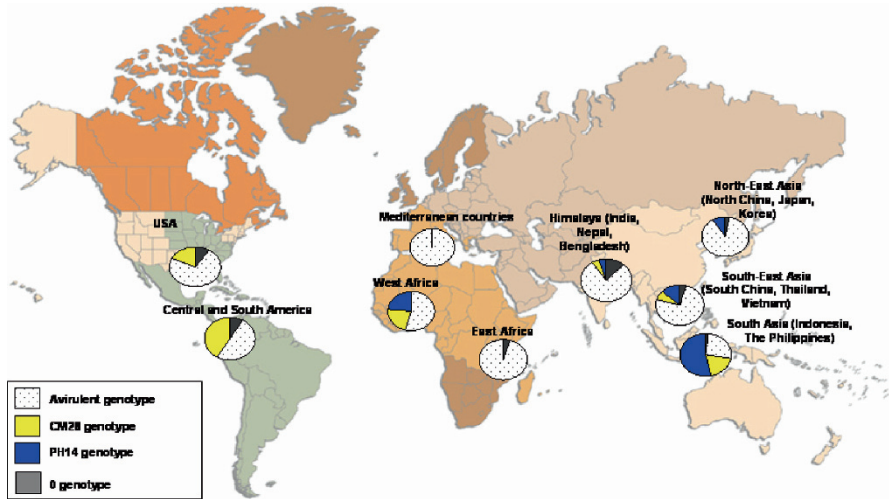 North-East Asia
(North China, Japan,
Korea)
USA
Mediterranean countries
Himalaya (India,
Nepal,
Bengladesh)
West Africa
South-East Asia
(South China, Thailand,
Vietnam)
Central and South America
East Africa
South Asia (Indonesia,
The Philippines)
Avirulent genotype
CM28 genotype
PH14 genotype
0 genotype